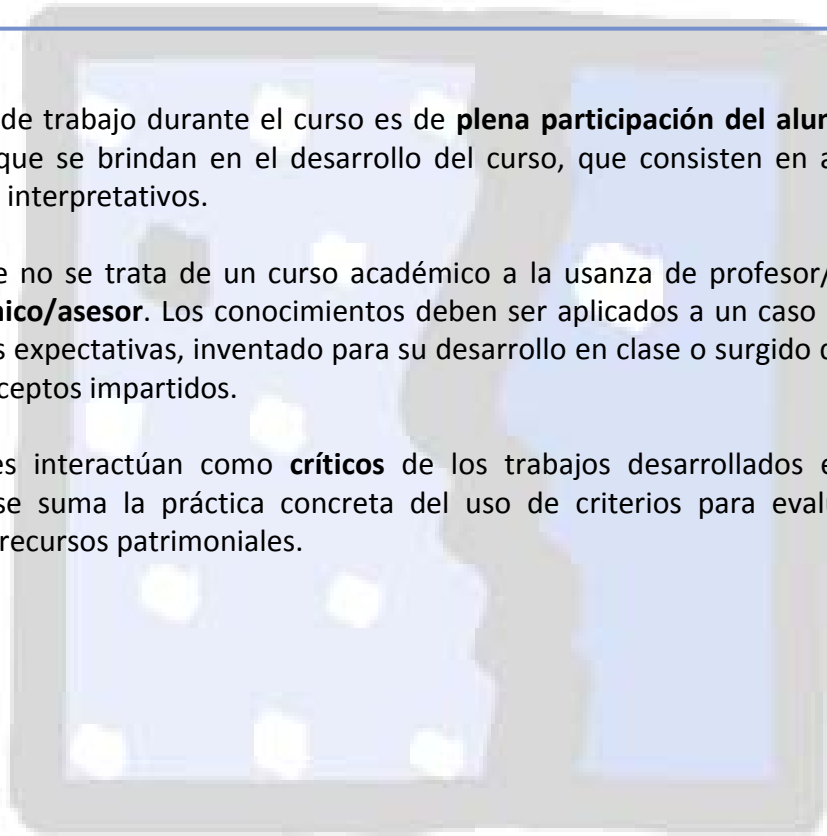 de trabajo durante el curso es de plena participación del alu
que se brindan en el desarrollo del curso, que consisten en a
interpretativos.
e no se trata de un curso académico a la usanza de profesor/
nico/asesor. Los conocimientos deben ser aplicados a un caso
s expectativas, inventado para su desarrollo en clase o surgido
ceptos impartidos.
es interactúan como críticos de los trabajos desarrollados e
se suma la práctica concreta del uso de criterios para eval
recursos patrimoniales.